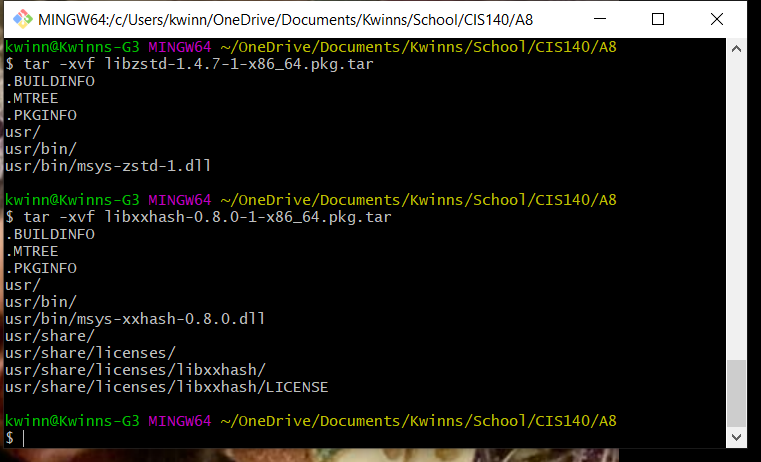 MINGW64:/c/Users/kwinn/OneDrive/Documents/Kwinns/School/CIS140/A8
kwinn@Kwinns-G3 MINGW64 ~/OneDrive/Documents/Kwinns/School/CIS140/A8
$ tar -xvf libzstd-1.4.7-1-x86_64.pkg.tar
.BUILDINFO
.MTREE
.PKGINFO
usr/
usr/bin/
usr/bin/msys-zstd-1.dll
kwinn@Kwinns-G3 MINGW64 ~/OneDrive/Documents/Kwinns/School/CIS140/A8
$ tar -xvf libxxhash-0.8.0-1-x86_64.pkg.tar
.BUILDINFO
.MTREE
.PKGINFO
usr/
usr/bin/
usr/bin/msys-xxhash-0.8.0.dll
usr/share/
usr/share/licenses/
usr/share/licenses/libxxhash/
usr/share/licenses/libxxhash/LICENSE
kwinn@Kwinns-G3 MINGW64 ~/OneDrive/Documents/Kwinns/School/CIS140/A8
$